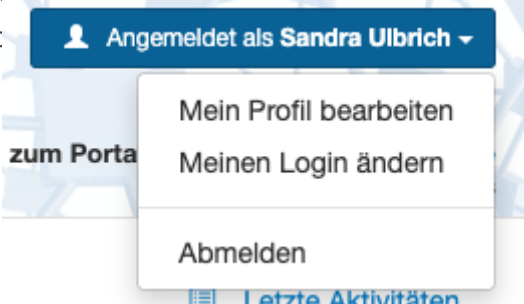 Angemeldet als Sandra Ulbrich
Mein Profil bearbeiten
zum Porta
Meinen Login ändern
Abmelden
Letzte Aktivitäten